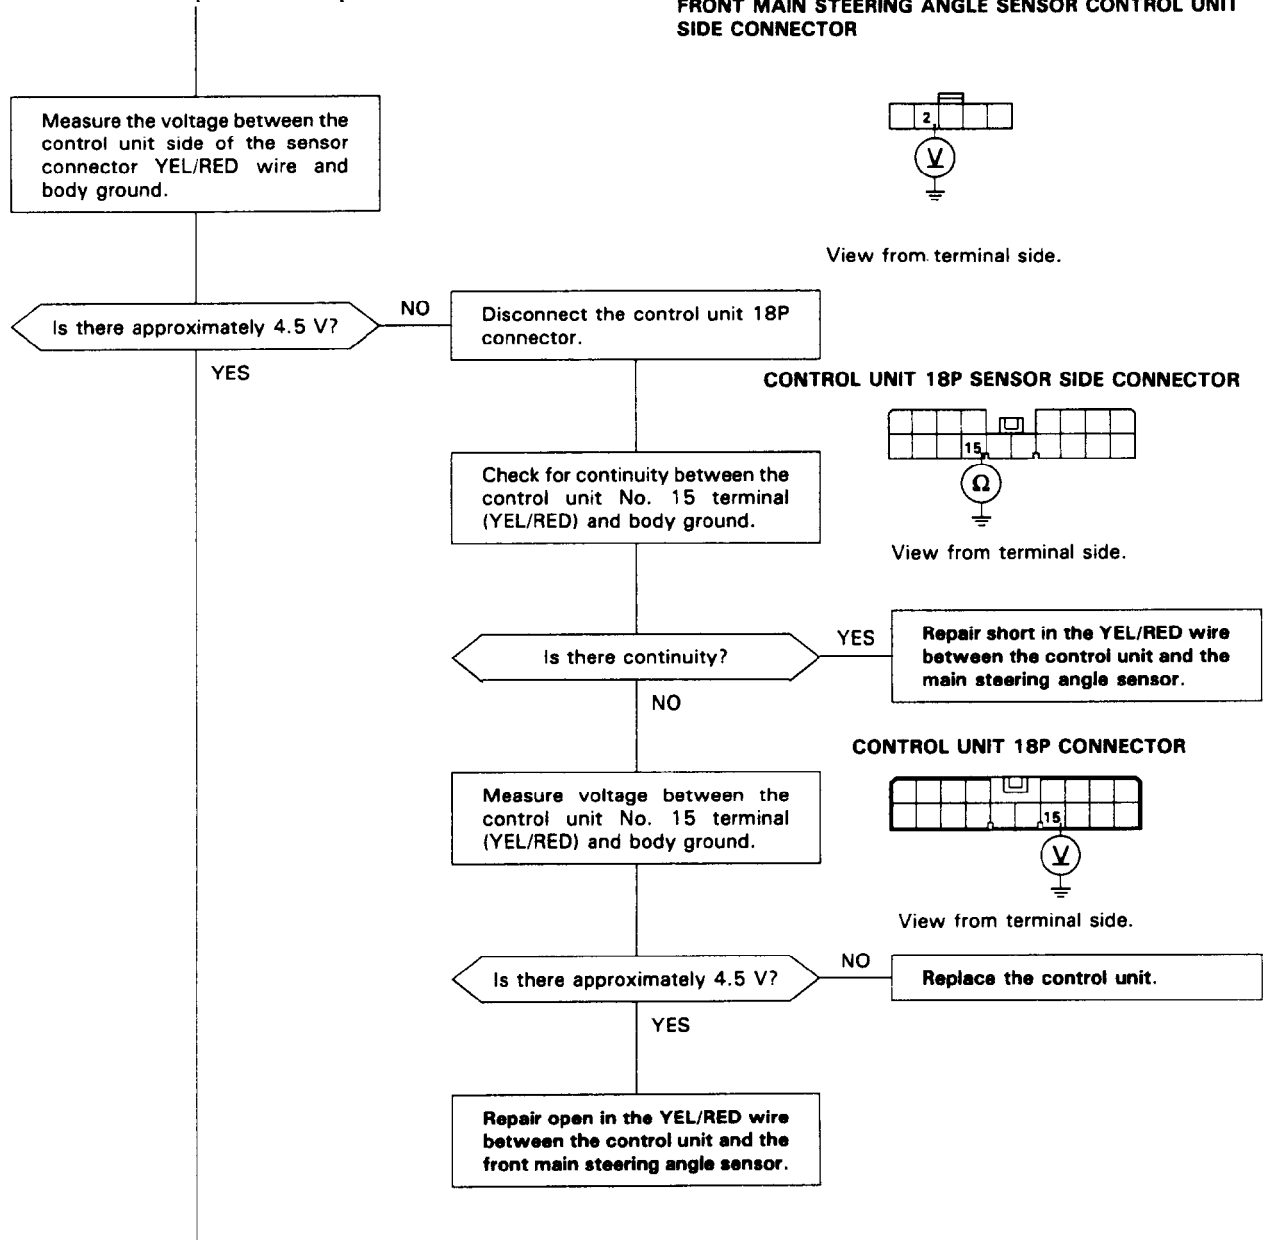 FRONT MAIN STEERING ANGLE SENSOR CONTROL UNIT
SIDE CONNECTOR
Measure the voltage between the
control unit side of the sensor
connector YEL/RED wire and
body ground.
2
V
View from terminal side.
Is there approximately 4.5 V?
NO
YES
Disconnect the control unit 18P
connector.
CONTROL UNIT 18P SENSOR SIDE CONNECTOR
15
Ω
View from terminal side.
Check for continuity between the
control unit No. 15 terminal
(YEL/RED) and body ground.
Is there continuity?
YES
NO
Repair short in the YEL/RED wire
between the control unit and the
main steering angle sensor.
CONTROL UNIT 18P CONNECTOR
15
V
View from terminal side.
Measure voltage between the
control unit No. 15 terminal
(YEL/RED) and body ground.
Is there approximately 4.5 V?
NO
YES
Replace the control unit.
Repair open in the YEL/RED wire
between the control unit and the
front main steering angle sensor.